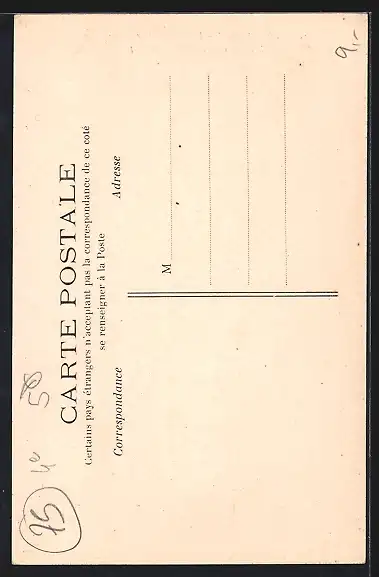 75
4e
58
9,-
CARTE POSTALE
Certains pays étrangers n'acceptant pas la correspondance de ce coté
se renseigner à la Poste
Correspondance
Adresse
M